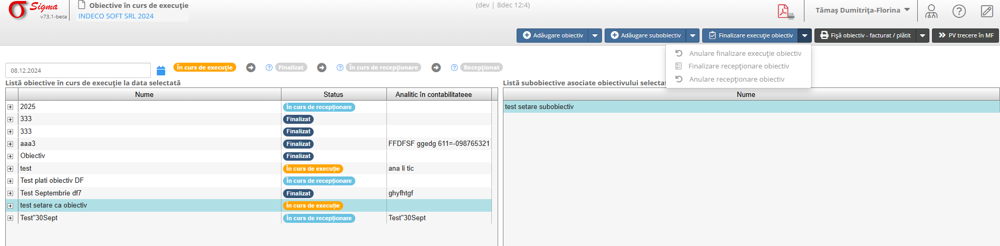 Sigma
v73.1-beta
Obiective în curs de execuție
INDECO SOFT SRL 2024
(dev | 8dec 12:4)
Tămaș Dumitrița-Florina
Adăugare obiectiv
Adăugare subobiectiv
Finalizare execuție obiectiv
Fișă obiectiv - facturat / plătit
PV trecere în MF
Anulare finalizare execuție obiectiv
Finalizare recepționare obiectiv
Anulare recepționare obiectiv
08.12.2024
În curs de execuție
Finalizat
În curs de recepționare
Recepționat
Listă obiective în curs de execuție la data selectată
Nume Status Analitic în contabilitateee
2025 În curs de recepționare
333 Finalizat
333 Finalizat
aaa3 Finalizat FFDFSF ggedg 611=-098765321
Obiectiv Finalizat
test În curs de execuție ana li tic
Test plati obiectiv DF În curs de recepționare
Test Septembrie df7 Finalizat ghyfhtgf
test setare ca obiectiv În curs de execuție
Test"30Sept În curs de recepționare Test"30Sept
Listă subobiective asociate obiectivului selectat
Nume
test setare subobiectiv